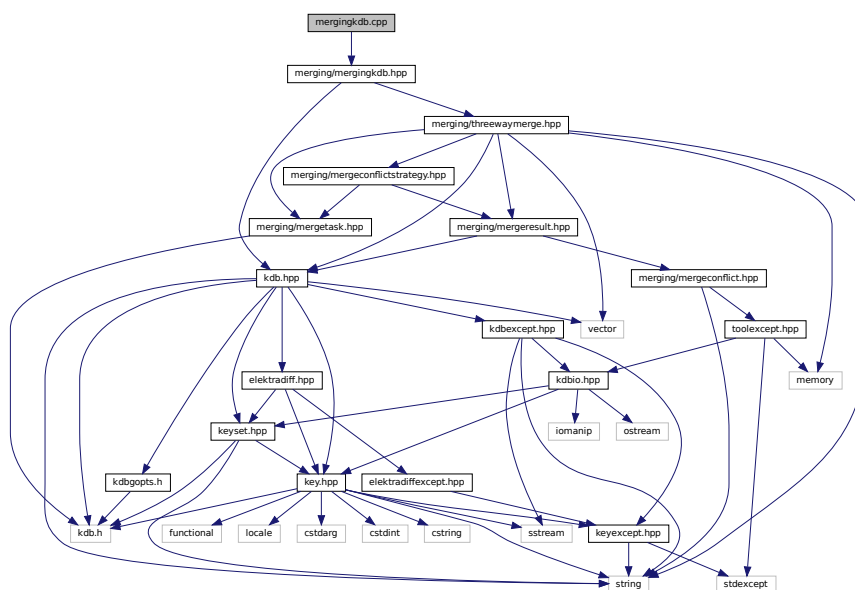 mergingkdb.cpp
merging/mergingkdb.hpp
merging/threewaymerge.hpp
merging/mergeconflictstrategy.hpp
merging/mergetask.hpp
merging/mergeresult.hpp
kdb.hpp
merging/mergeconflict.hpp
kdbexcept.hpp
vector
toolexcept.hpp
elektradiff.hpp
kdbio.hpp
memory
keyset.hpp
iomanip
ostream
kdbgopts.h
key.hpp
elektradiffexcept.hpp
kdb.h
functional
locale
cstdarg
cstdint
cstring
sstream
keyexcept.hpp
string
stdexcept